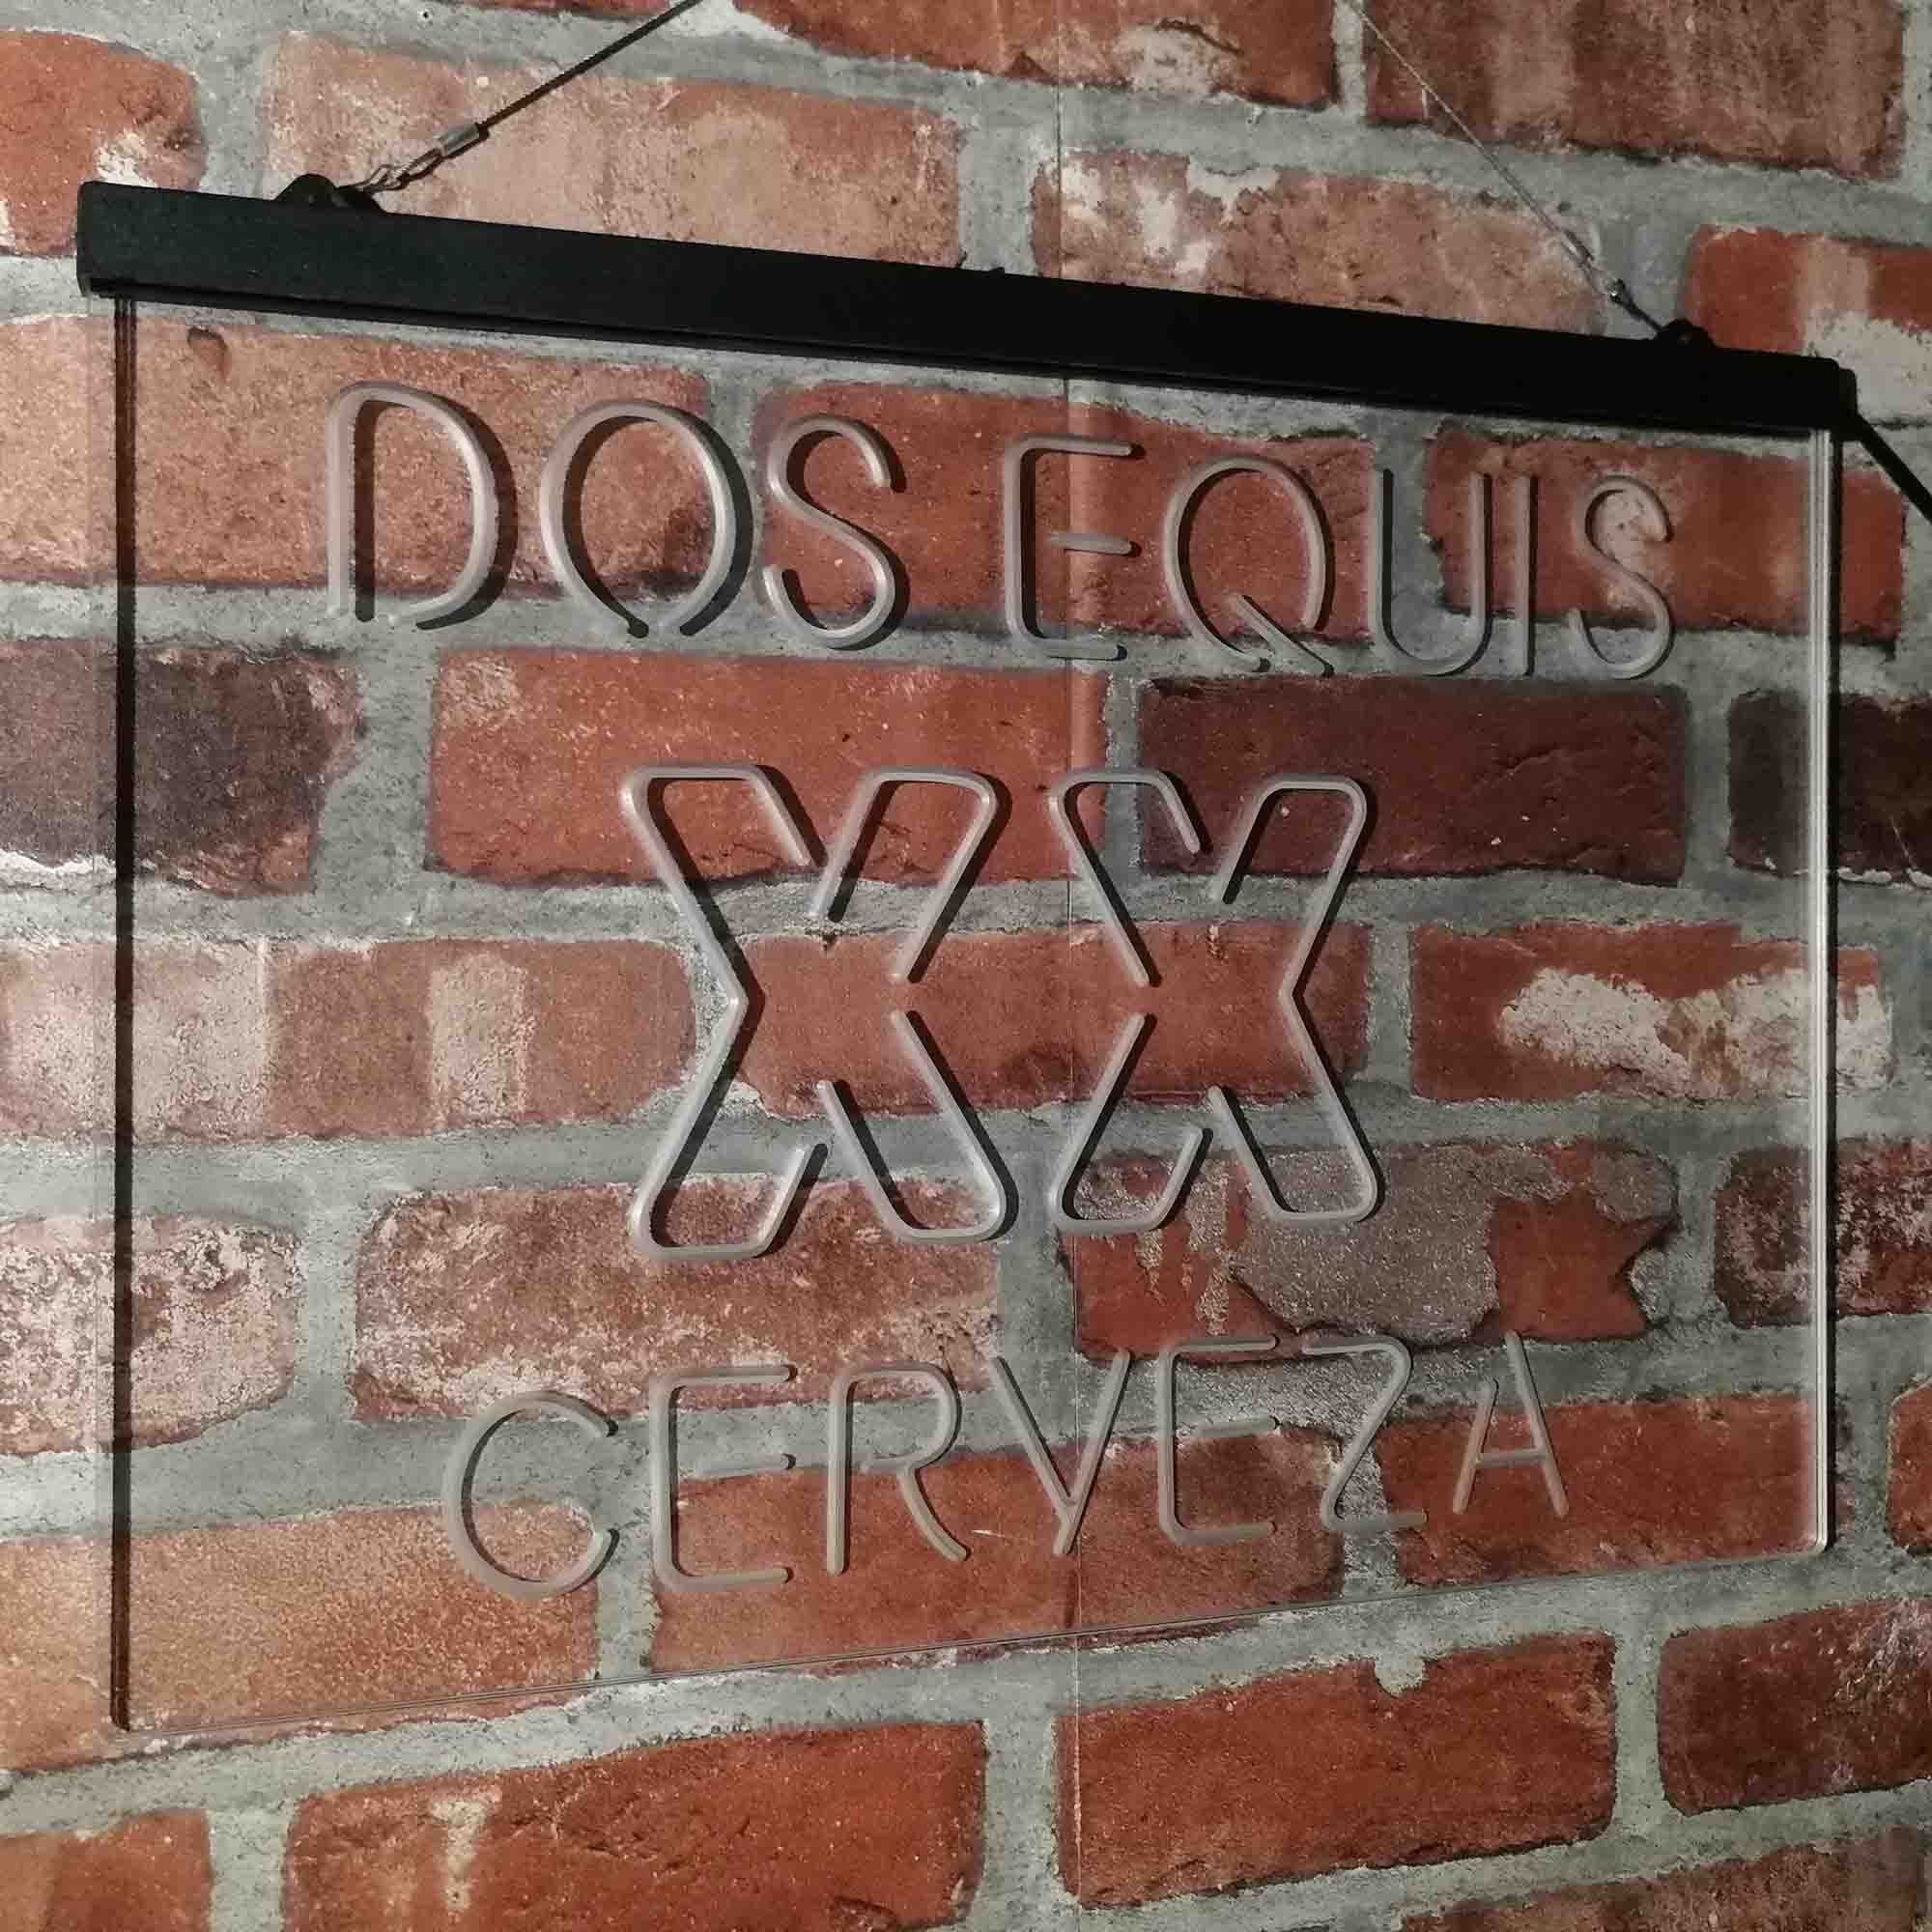 DOS EQUIS
XX
CERVEZA